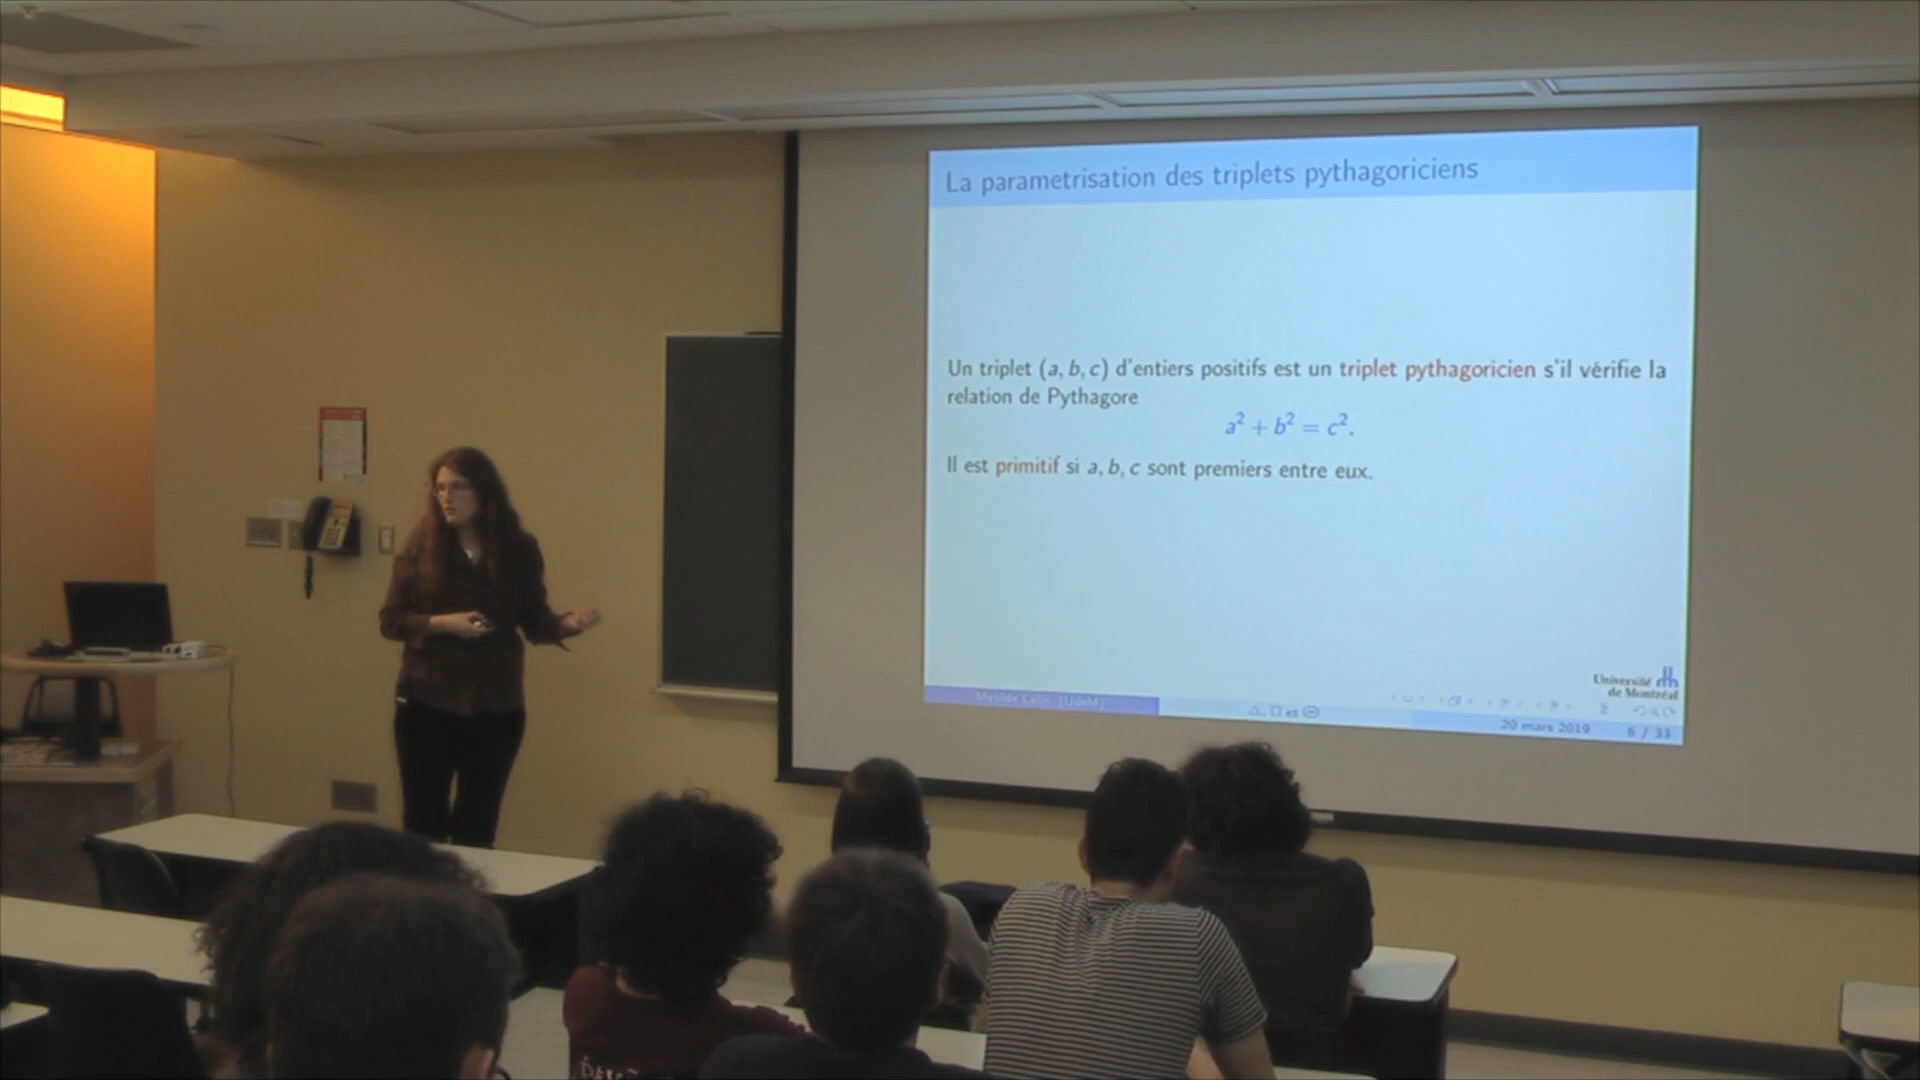 La parametrisation des triplets pythagoriciens
Un triplet (a, b, c) d'entiers positifs est un triplet pythagoricien s'il vérifie la
relation de Pythagore
a² + b² = c².
Il est primitif si a, b, c sont premiers entre eux.
Université
de Montréal
(UdeM)
△, □ et
20 mars 2019
6 / 33